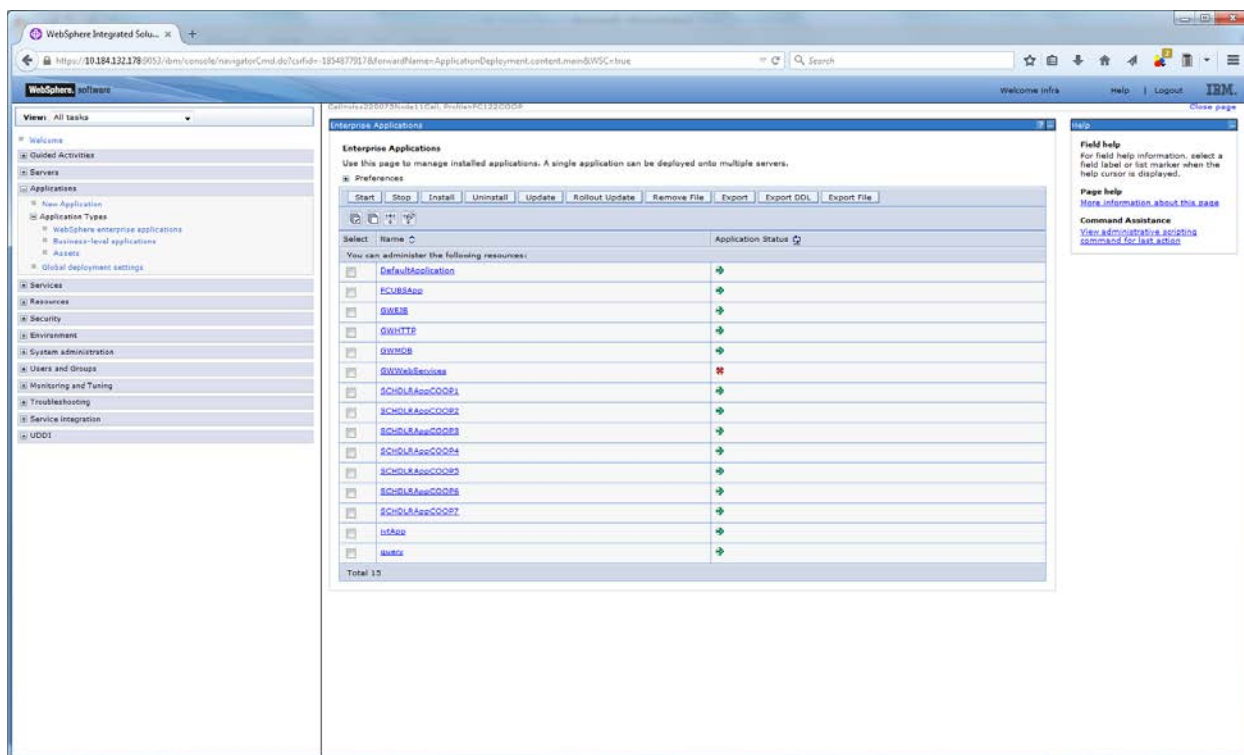 WebSphere Integrated Solu...
https://10.184.132.178:9053/ibm/console/navigatorCmd.do?csrfid=-1854877917&forwardName=ApplicationDeployment.content.main&WSC=true
Search
WebSphere. software
Welcome infra
Help | Logout
IBM.
View: All tasks
Welcome
Guided Activities
Servers
Applications
New Application
Application Types
WebSphere enterprise applications
Business-level applications
Assets
Global deployment settings
Services
Resources
Security
Environment
System administration
Users and Groups
Monitoring and Tuning
Troubleshooting
Service integration
UDDI
Close page
Enterprise Applications
Enterprise Applications
Use this page to manage installed applications. A single application can be deployed onto multiple servers.
Preferences
Start Stop Install Uninstall Update Rollout Update Remove File Export Export DDL Export File
Select Name Application Status
You can administer the following resources:
DefaultApplication
FCUBSApp
GWEJB
GWHTTP
GWMDB
GWWebServices
SCHDLRAppCOOP1
SCHDLRAppCOOP2
SCHDLRAppCOOP3
SCHDLRAppCOOP4
SCHDLRAppCOOP5
SCHDLRAppCOOP6
SCHDLRAppCOOP7
intApp
query
Total 15
Help
Field help
For field help information, select a
field label or list marker when the
help cursor is displayed.
Page help
More information about this page
Command Assistance
View administrative scripting
command for last action